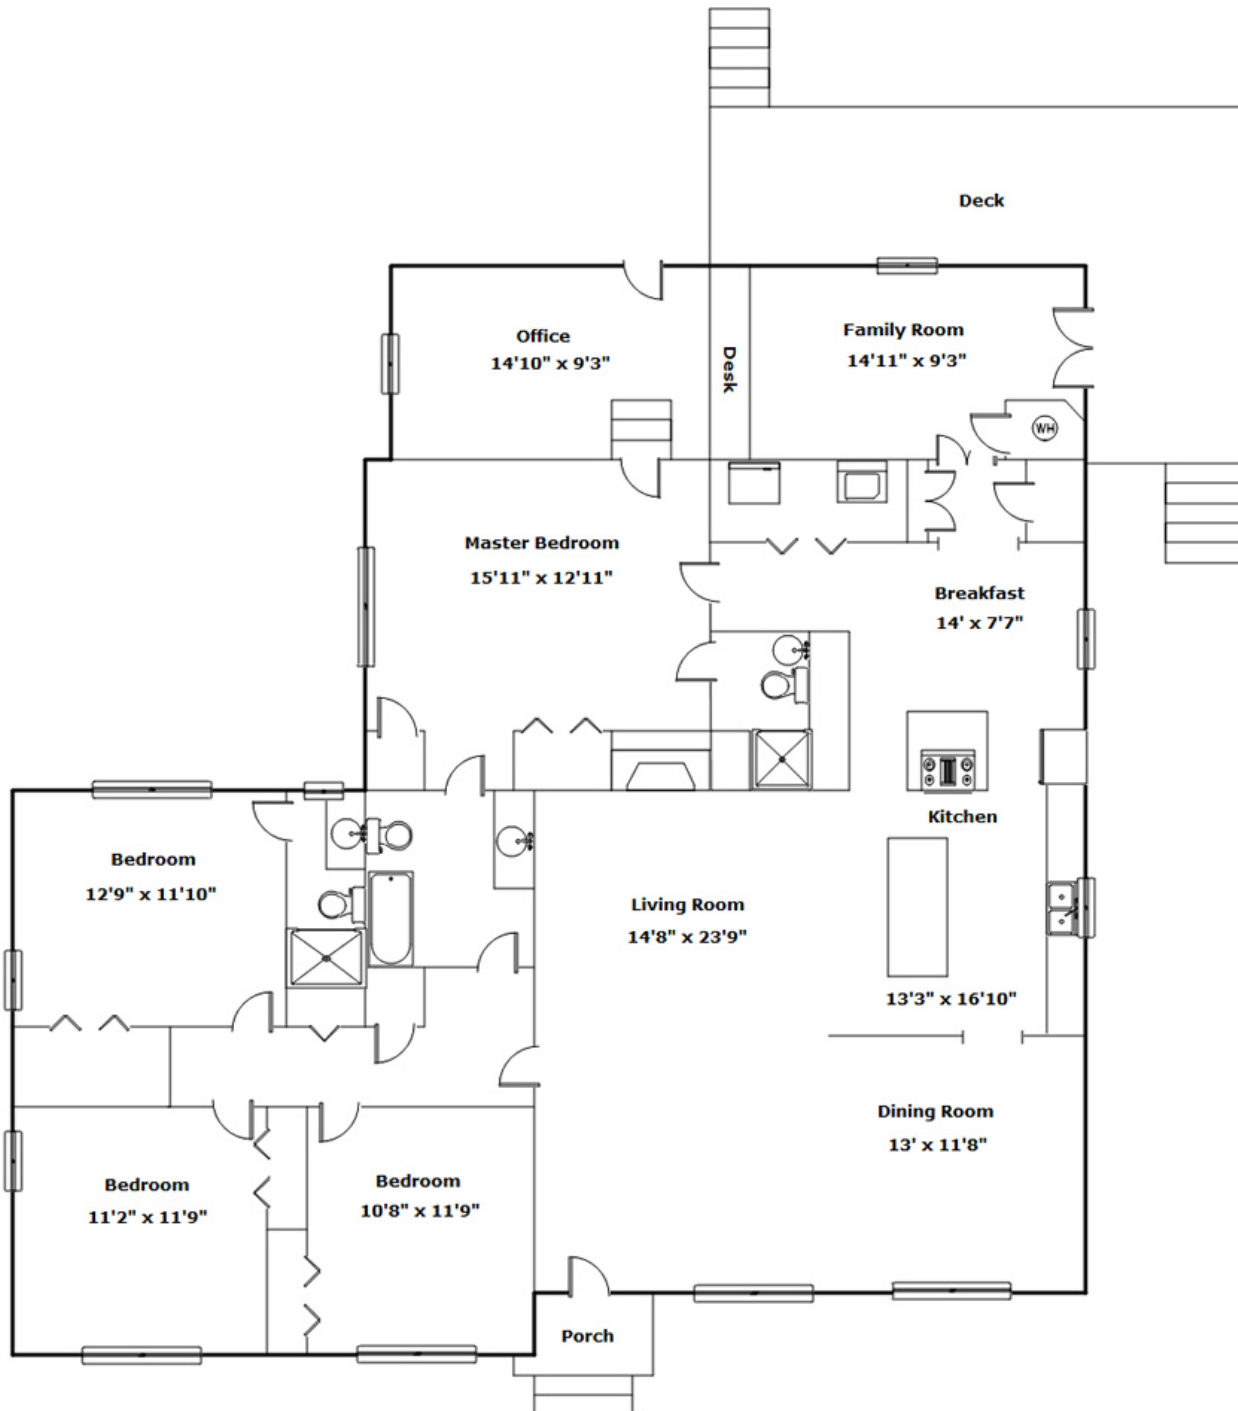 Deck
Office
14'10" x 9'3"
Desk
Family Room
14'11" x 9'3"
WH
Master Bedroom
15'11" x 12'11"
Breakfast
14' x 7'7"
Kitchen
Bedroom
12'9" x 11'10"
Living Room
14'8" x 23'9"
13'3" x 16'10"
Dining Room
13' x 11'8"
Bedroom
11'2" x 11'9"
Bedroom
10'8" x 11'9"
Porch